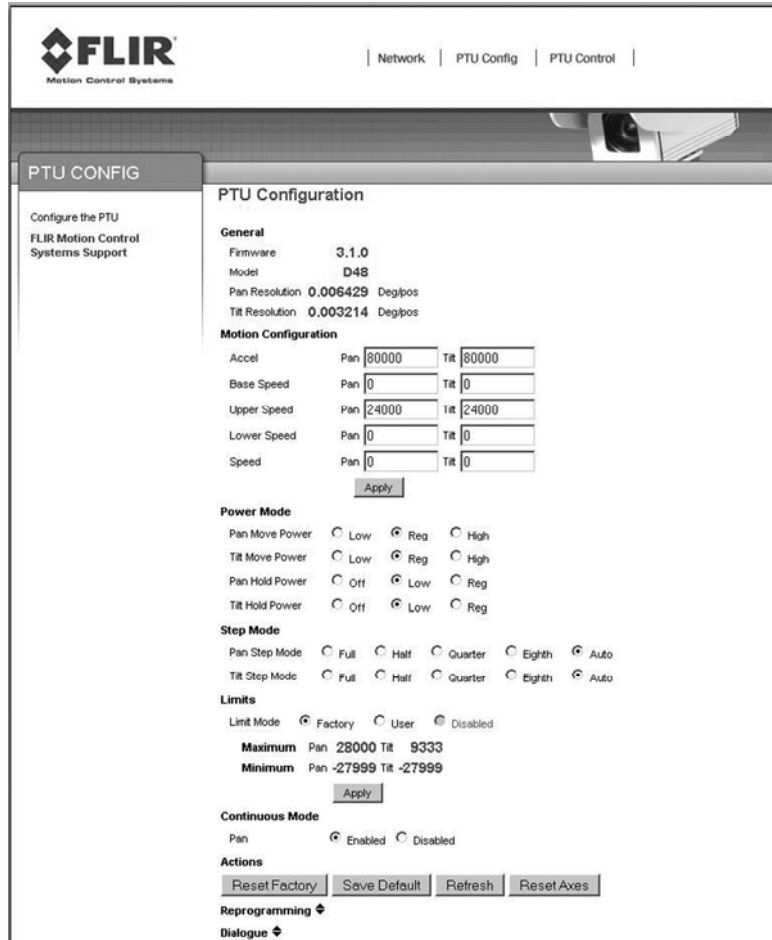 FLIR
Motion Control Systems
Network | PTU Config | PTU Control
PTU CONFIG
Configure the PTU
FLIR Motion Control
Systems Support
PTU Configuration
General
Firmware 3.1.0
Model D48
Pan Resolution 0.006429 Deg/pos
Tilt Resolution 0.003214 Deg/pos
Motion Configuration
Accel Pan 80000 Tilt 80000
Base Speed Pan 0 Tilt 0
Upper Speed Pan 24000 Tilt 24000
Lower Speed Pan 0 Tilt 0
Speed Pan 0 Tilt 0
Apply
Power Mode
Pan Move Power Low Reg High
Tilt Move Power Low Reg High
Pan Hold Power Off Low Reg
Tilt Hold Power Off Low Reg
Step Mode
Pan Step Mode Full Half Quarter Eighth Auto
Tilt Step Mode Full Half Quarter Eighth Auto
Limits
Limit Mode Factory User Disabled
Maximum Pan 28000 Tilt 9333
Minimum Pan -27999 Tilt -27999
Apply
Continuous Mode
Pan Enabled Disabled
Actions
Reset Factory Save Default Refresh Reset Axes
Reprogramming
Dialogue